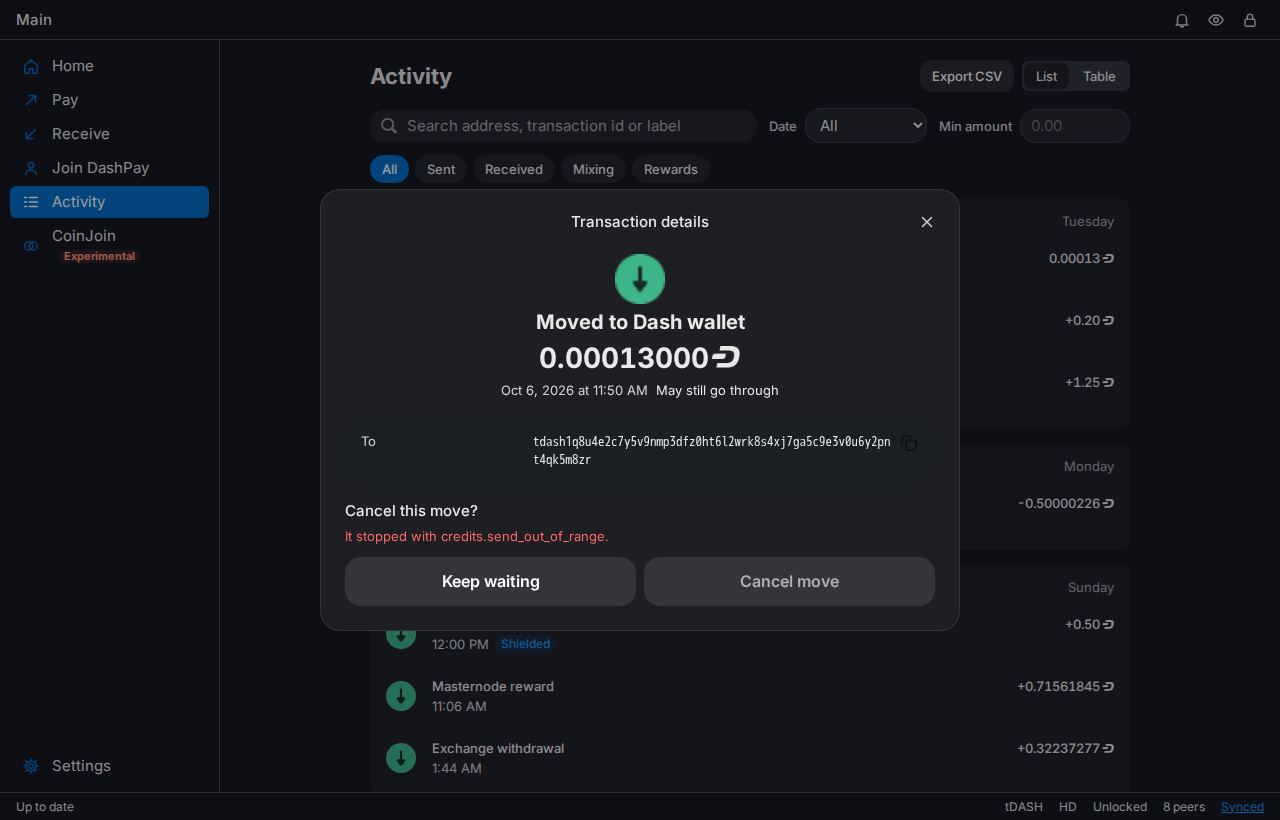 Main
Home
Pay
Receive
Join DashPay
Activity
CoinJoin
Experimental
Settings
Activity
Export CSV
List
Table
Search address, transaction id or label
Date
All
Min amount
0.00
All
Sent
Received
Mixing
Rewards
Tuesday
0.00013
+0.20
+1.25
Monday
-0.50000226
Sunday
+0.50
12:00 PM
Shielded
Masternode reward
+0.71561845
11:06 AM
Exchange withdrawal
+0.32237277
1:44 AM
Transaction details
Moved to Dash wallet
0.00013000
Oct 6, 2026 at 11:50 AM May still go through
To
tdash1q8u4e2c7y5v9nmp3dfz0ht6l2wrk8s4xj7ga5c9e3v0u6y2pn
t4qk5m8zr
Cancel this move?
It stopped with credits.send_out_of_range.
Keep waiting
Cancel move
Up to date
tDASH
HD
Unlocked
8 peers
Synced